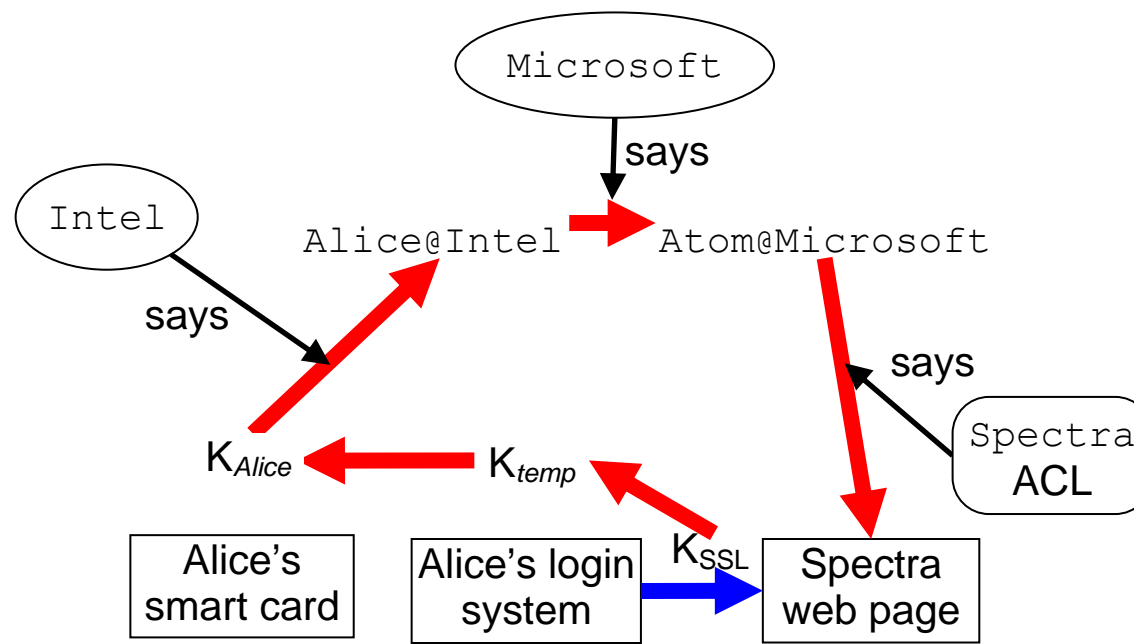 Microsoft
says
Intel
Alice@Intel
Atom@Microsoft
says
says
Spectra
ACL
KAlice
Ktemp
KSSL
Alice’s
smart card
Alice’s login
system
Spectra
web page